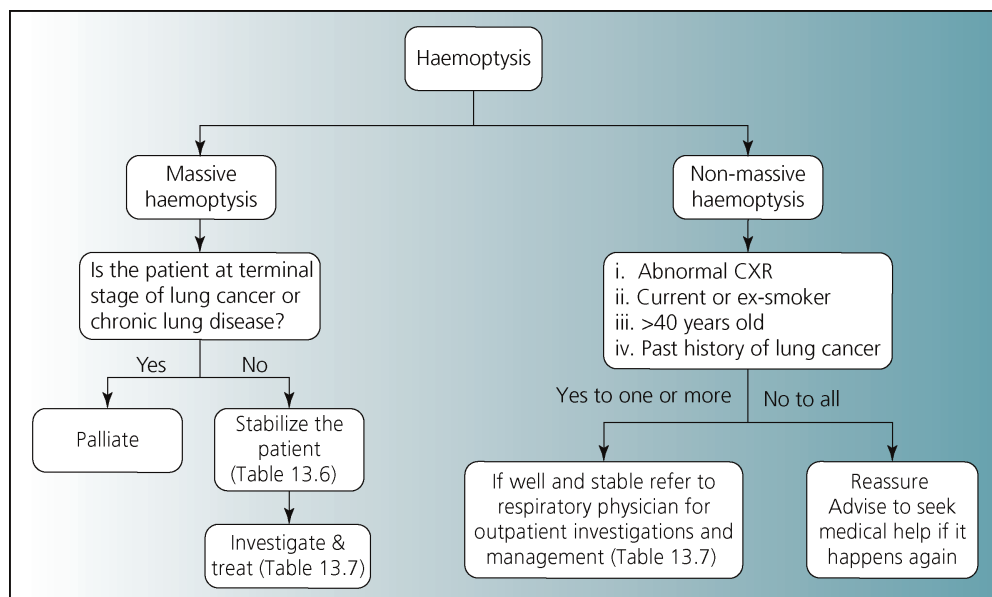 Haemoptysis
Massive
haemoptysis
Non-massive
haemoptysis
Is the patient at terminal
stage of lung cancer or
chronic lung disease?
i. Abnormal CXR
ii. Current or ex-smoker
iii. >40 years old
iv. Past history of lung cancer
Yes
No
Yes to one or more
No to all
Palliate
Stabilize the
patient
(Table 13.6)
If well and stable refer to
respiratory physician for
outpatient investigations and
management (Table 13.7)
Reassure
Advise to seek
medical help if it
happens again
Investigate &
treat (Table 13.7)